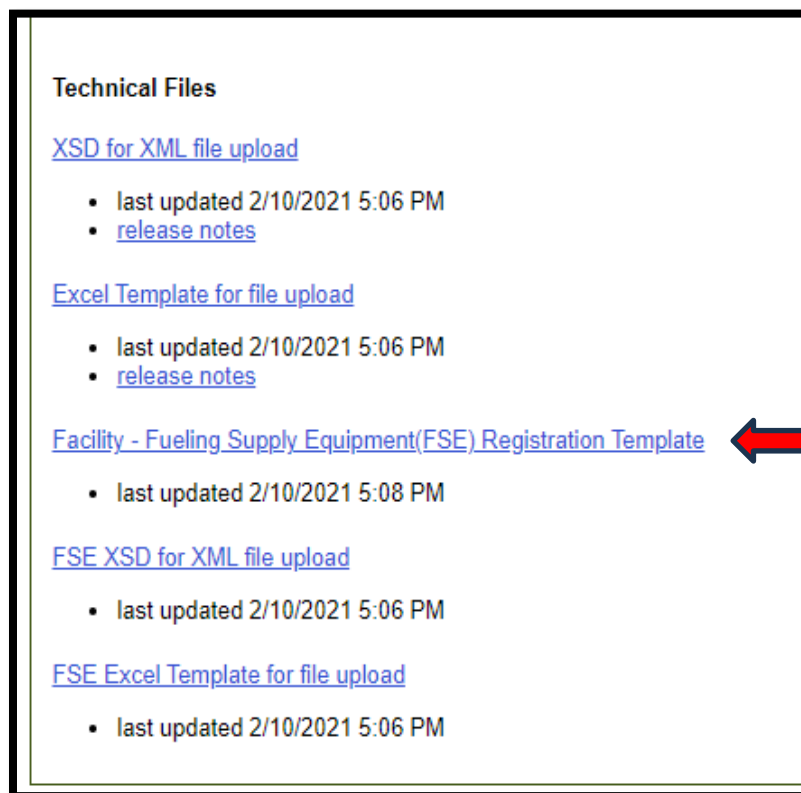 Technical Files
XSD for XML file upload
last updated 2/10/2021 5:06 PM
release notes
Excel Template for file upload
last updated 2/10/2021 5:06 PM
release notes
Facility - Fueling Supply Equipment(FSE) Registration Template
last updated 2/10/2021 5:08 PM
FSE XSD for XML file upload
last updated 2/10/2021 5:06 PM
FSE Excel Template for file upload
last updated 2/10/2021 5:06 PM